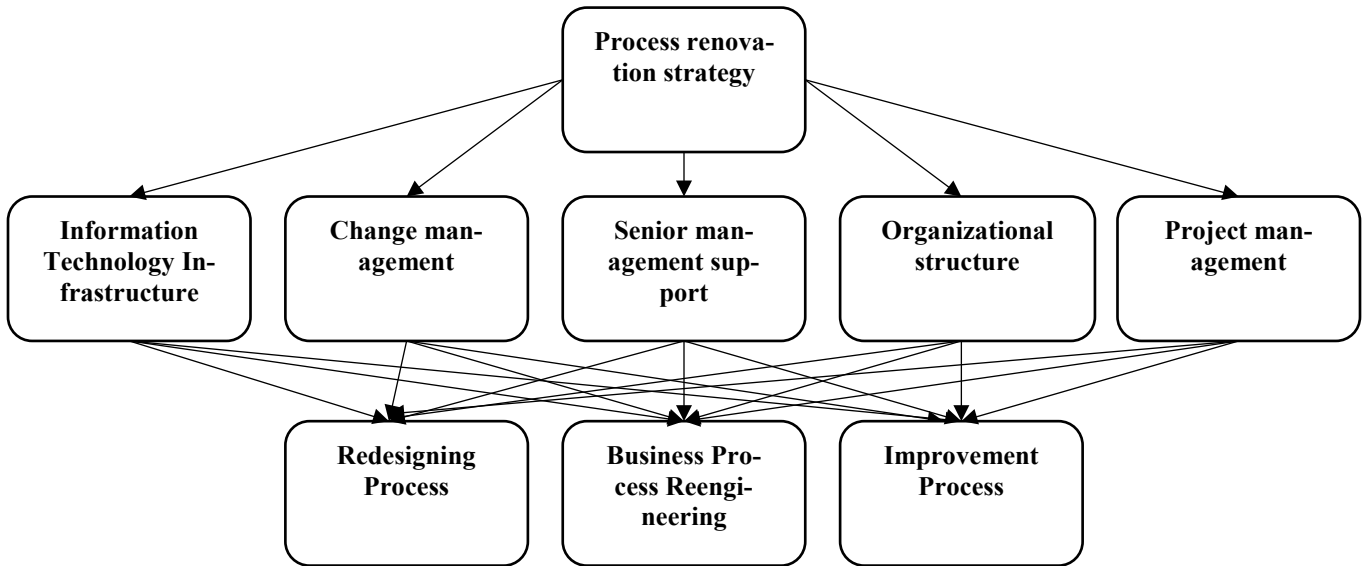 Process renova-
tion strategy
Information
Technology In-
frastructure
Change man-
agement
Senior man-
agement sup-
port
Organizational
structure
Project man-
agement
Redesigning
Process
Business Pro-
cess Reengi-
neering
Improvement
Process